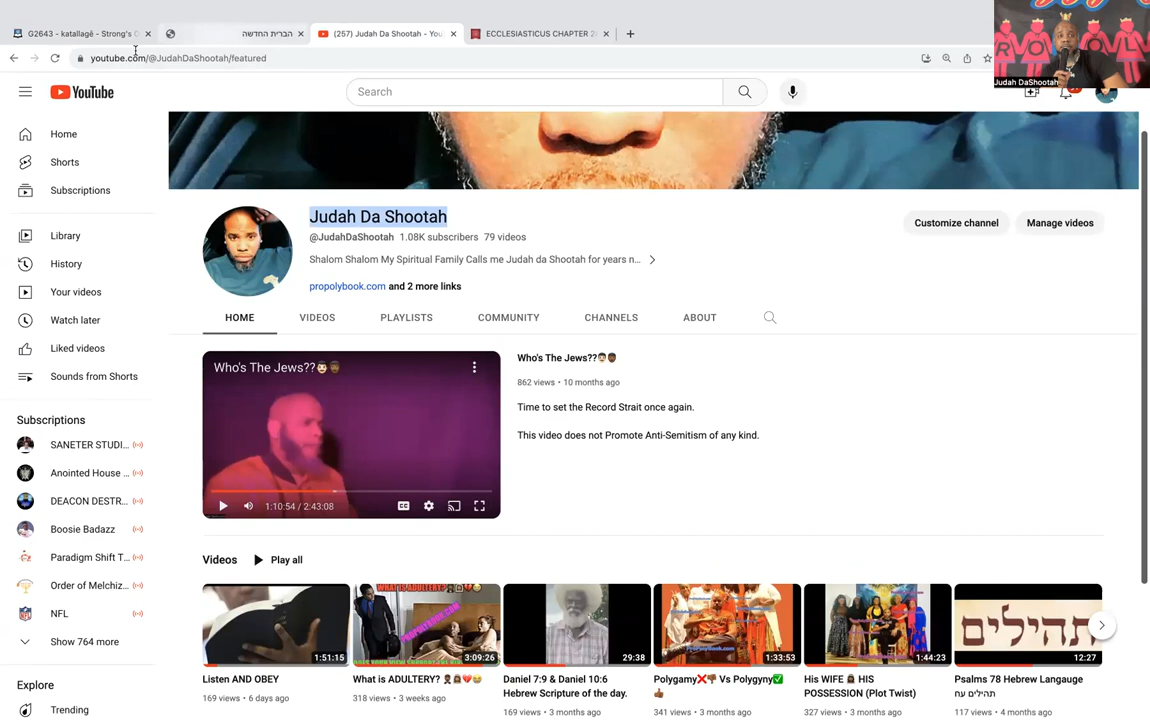 G2643 - katallagē - Strong's
הברית החדשה
(257) Judah Da Shootah - You
ECCLESIASTICUS CHAPTER 2
youtube.com/@JudahDaShootah/featured
Judah DaShootah
YouTube
Search
Home
Shorts
Subscriptions
Library
History
Your videos
Watch later
Liked videos
Sounds from Shorts
Subscriptions
SANETER STUDI...
Anointed House ...
DEACON DESTR...
Boosie Badazz
Paradigm Shift T...
Order of Melchiz...
NFL
Show 764 more
Explore
Trending
Judah Da Shootah
@JudahDaShootah 1.08K subscribers 79 videos
Shalom Shalom My Spiritual Family Calls me Judah da Shootah for years n...
propolybook.com and 2 more links
Customize channel
Manage videos
HOME VIDEOS PLAYLISTS COMMUNITY CHANNELS ABOUT
Who's The Jews??👨🏻👨🏾
1:10:54 / 2:43:08
Who's The Jews??👨🏻👨🏾
862 views • 10 months ago
Time to set the Record Strait once again.
This video does not Promote Anti-Semitism of any kind.
Videos
Play all
1:51:15
Listen AND OBEY
169 views • 6 days ago
WHAT IS ADULTERY?
PROPOLYBOOK.COM
3:09:26
What is ADULTERY?
318 views • 3 weeks ago
29:38
Daniel 7:9 & Daniel 10:6
Hebrew Scripture of the day.
169 views • 3 months ago
1:33:53
Polygamy❌👎🏾 Vs Polygyny✅
👍🏾
341 views • 3 months ago
1:44:23
His WIFE HIS
POSSESSION (Plot Twist)
327 views • 3 months ago
תהילים
12:27
Psalms 78 Hebrew Langauge
תהילים עח
117 views • 4 months ago